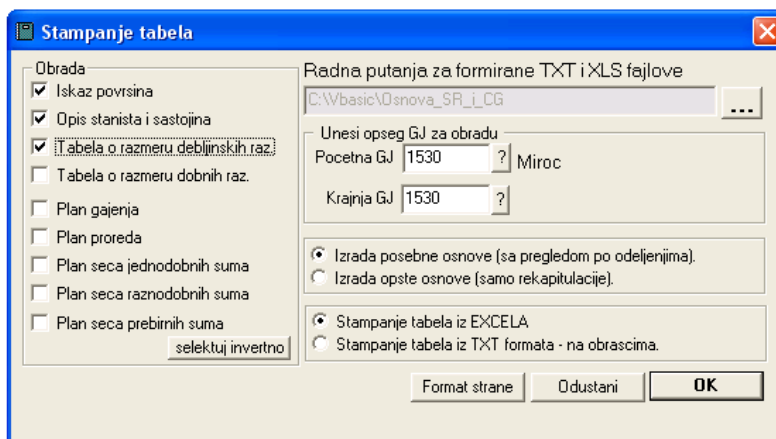 Stampanje tabela
Obrada
Iskaz povrsina
Opis stanista i sastojina
Tabela o razmeru debljinskih raz.
Tabela o razmeru dobnih raz.
Plan gajenja
Plan proreda
Plan seca jednodobnih suma
Plan seca raznodobnih suma
Plan seca prebirnih suma
selektuj invertno
Radna putanja za formirane TXT i XLS fajlove
C:\Vbasic\Osnova_SR_i_CG
...
Unesi opseg GJ za obradu
Pocetna GJ 1530 ? Miroc
Krajnja GJ 1530 ?
Izrada posebne osnove (sa pregledom po odeljenjima).
Izrada opste osnove (samo rekapitulacije).
Stampanje tabela iz EXCELA
Stampanje tabela iz TXT formata - na obrascima.
Format strane Odustani OK